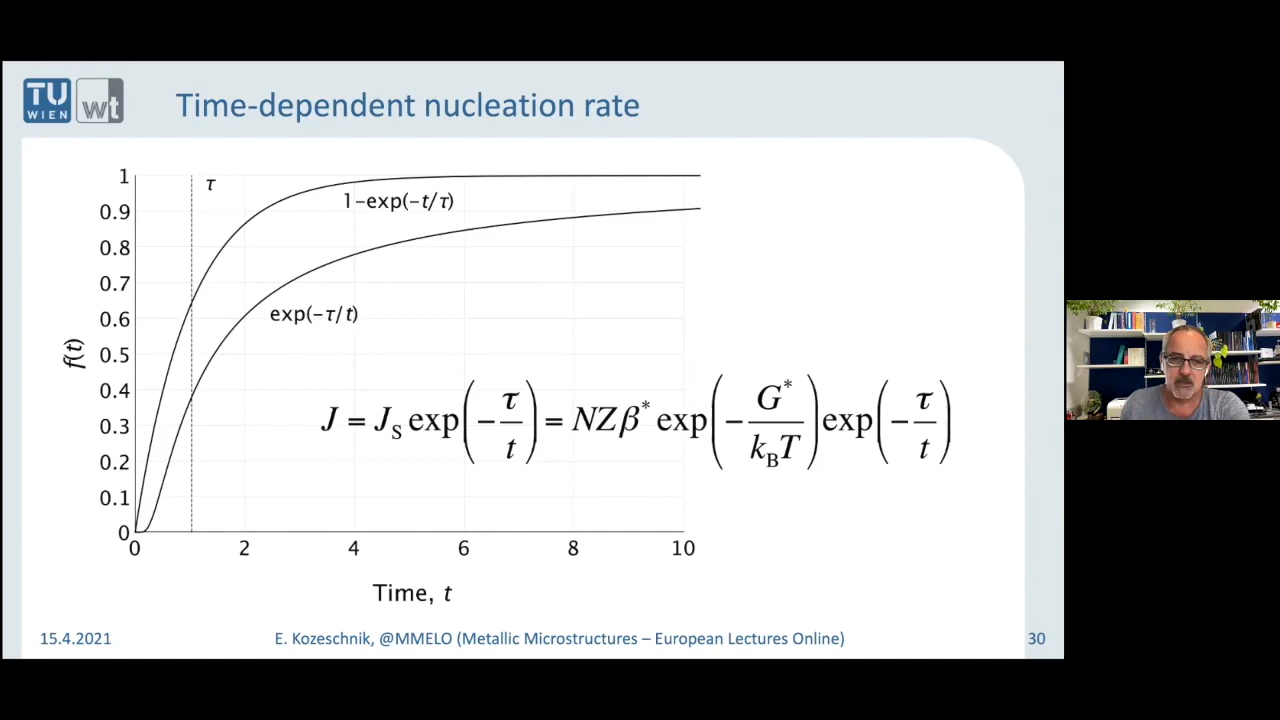 TU
WIEN
wt
Time-dependent nucleation rate
1
0.9
0.8
0.7
0.6
0.5
0.4
0.3
0.2
0.1
0
f(t)
τ
1−exp(−t/τ)
exp(−τ/t)
J = J_S exp(−τ/t) = NZβ* exp(−G*/k_BT) exp(−τ/t)
0 2 4 6 8 10
Time, t
15.4.2021 E. Kozeschnik, @MMELO (Metallic Microstructures – European Lectures Online) 30